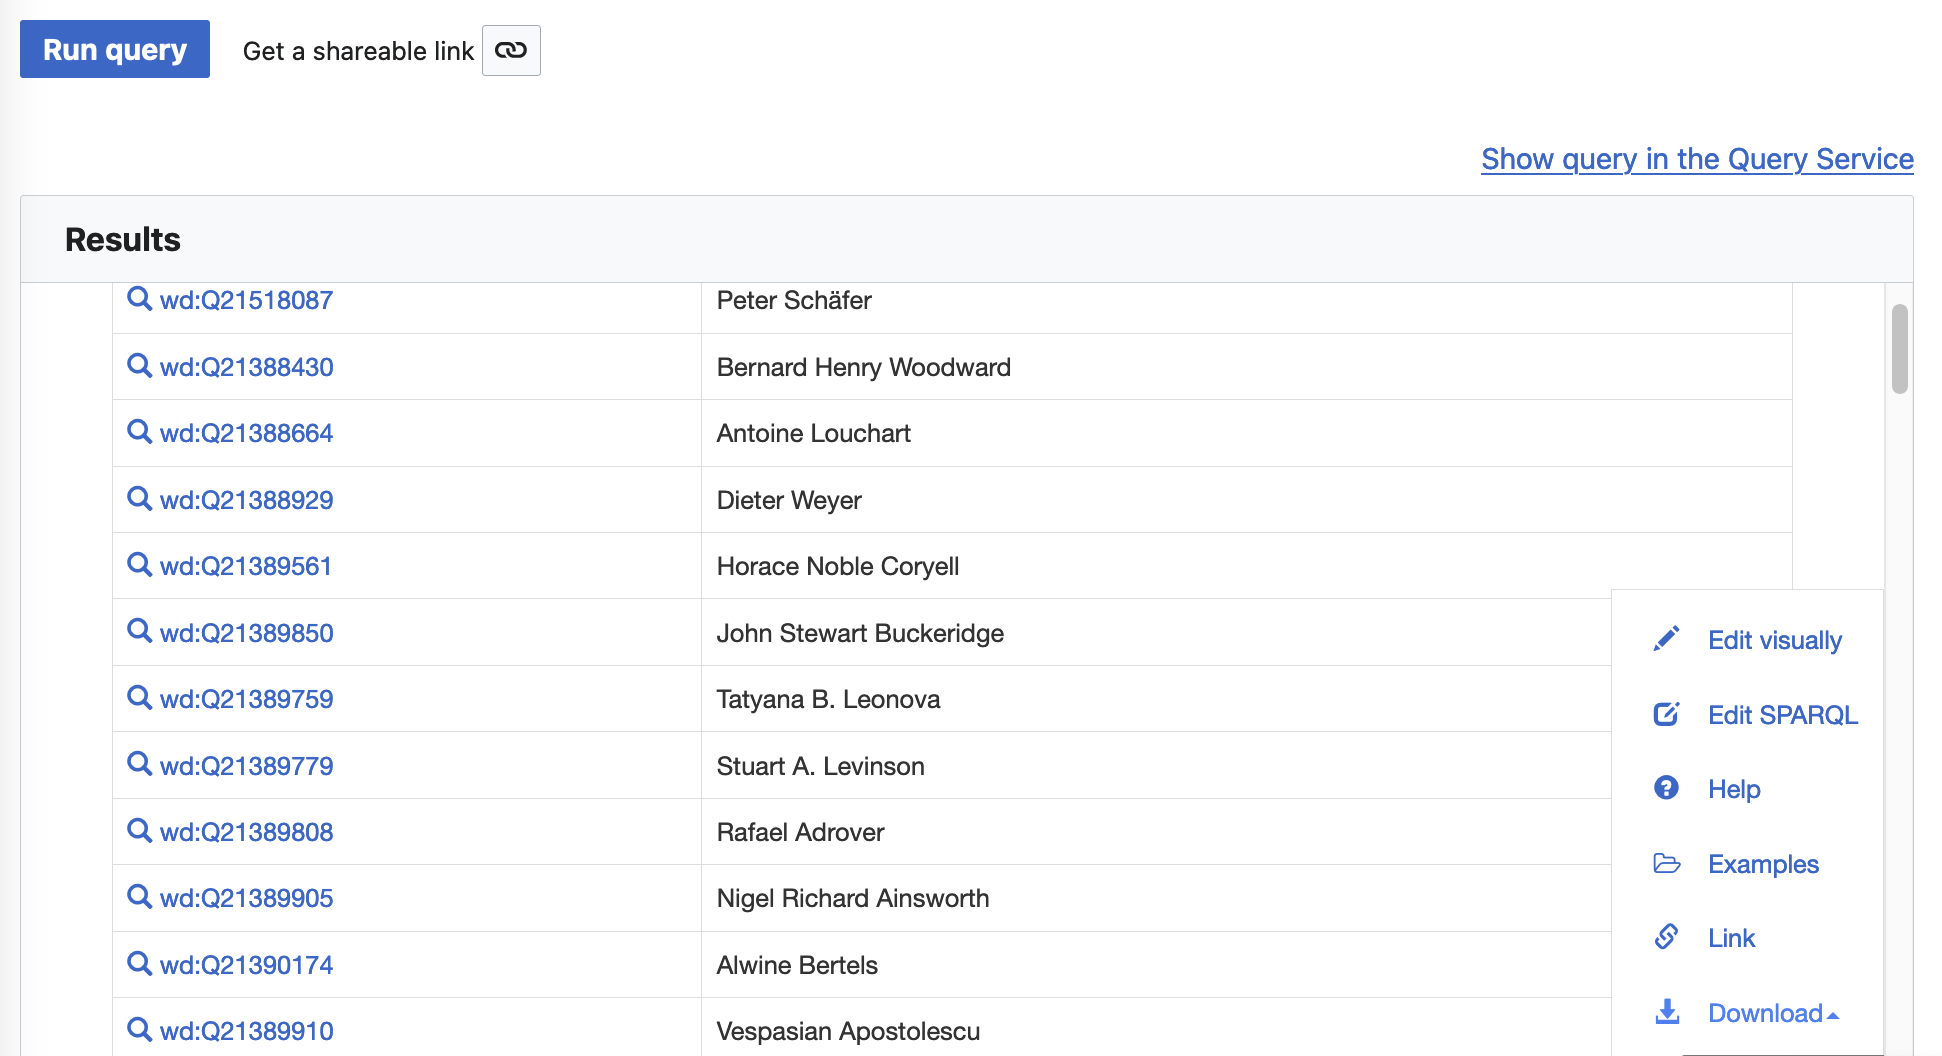 Run query Get a shareable link
Show query in the Query Service
Results
wd:Q21518087 Peter Schäfer
wd:Q21388430 Bernard Henry Woodward
wd:Q21388664 Antoine Louchart
wd:Q21388929 Dieter Weyer
wd:Q21389561 Horace Noble Coryell
wd:Q21389850 John Stewart Buckeridge
Edit visually
wd:Q21389759 Tatyana B. Leonova
Edit SPARQL
wd:Q21389779 Stuart A. Levinson
Help
wd:Q21389808 Rafael Adrover
Examples
wd:Q21389905 Nigel Richard Ainsworth
Link
wd:Q21390174 Alwine Bertels
Download
wd:Q21389910 Vespasian Apostolescu